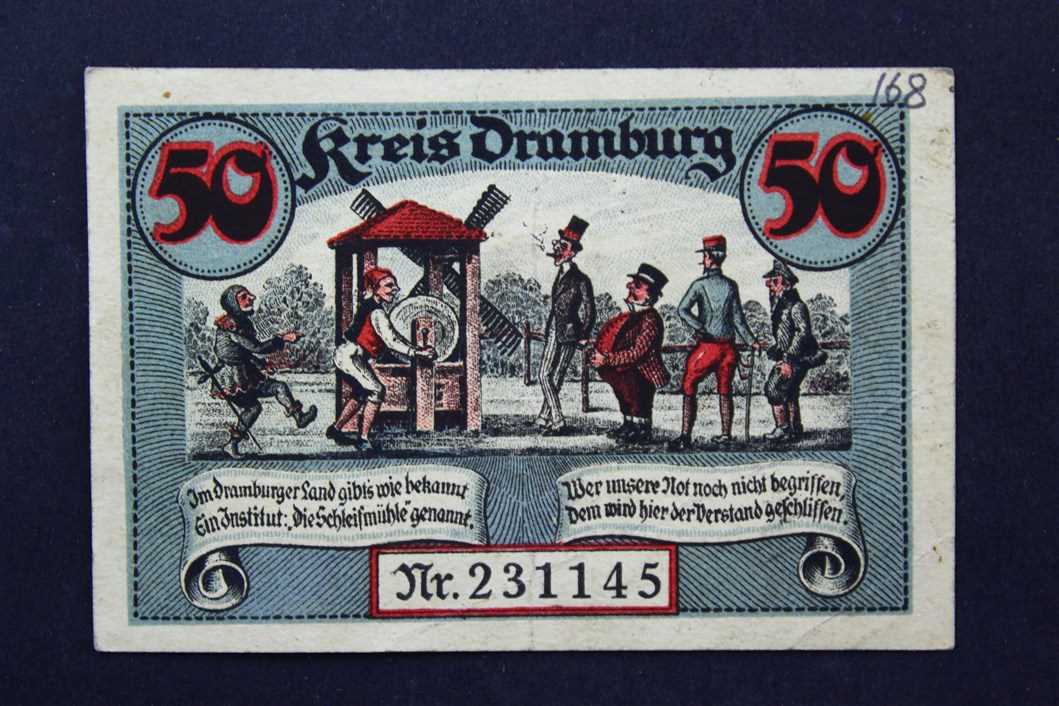 168
50 Kreis Dramburg 50
Im Dramburger Land gibt's wie bekannt
Ein Institut: „die Schleifmühle" genannt.
Wer unsere Not noch nicht begriffen,
Dem wird hier der Verstand geschliffen.
Nr. 231145